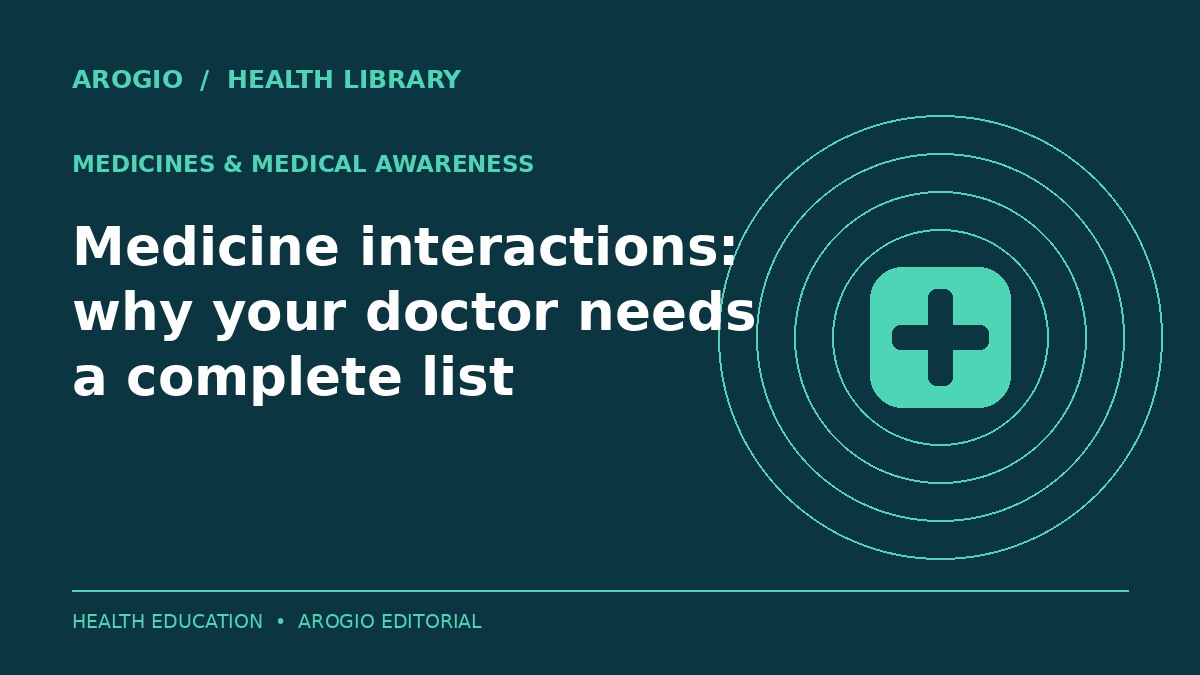 AROGIO / HEALTH LIBRARY
MEDICINES & MEDICAL AWARENESS
Medicine interactions:
why your doctor needs
a complete list
HEALTH EDUCATION • AROGIO EDITORIAL